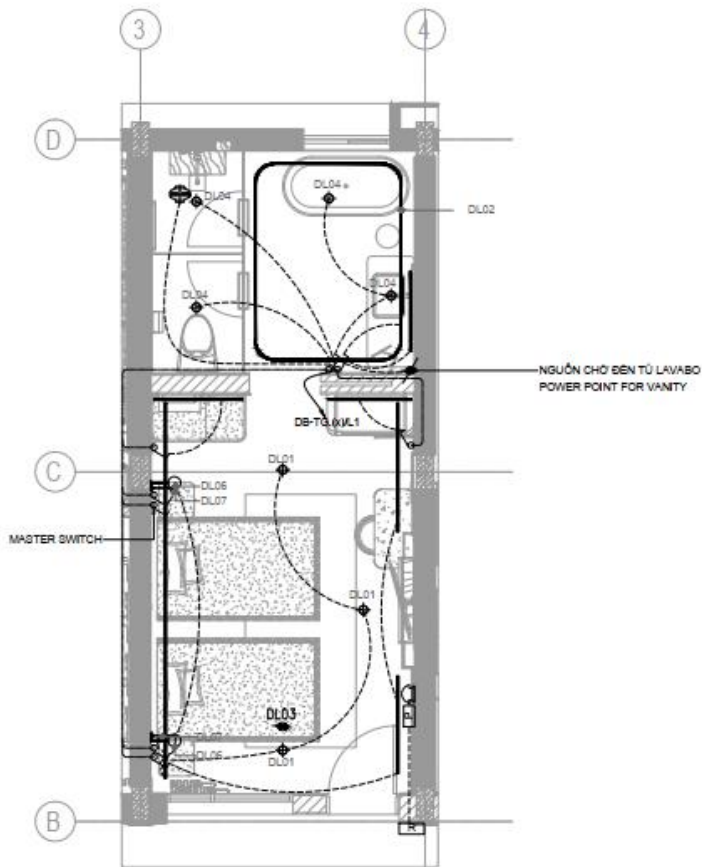 3
4
D
DL04
DL04
DL02
DL04
DL04
NGUỒN CHỜ ĐÈN TỦ LAVABO
POWER POINT FOR VANITY
DB-TG.(x)/L1
C
DL01
DL06
DL07
MASTER SWITCH
DL01
DL03
DL07
DL01
DL06
P
B
R